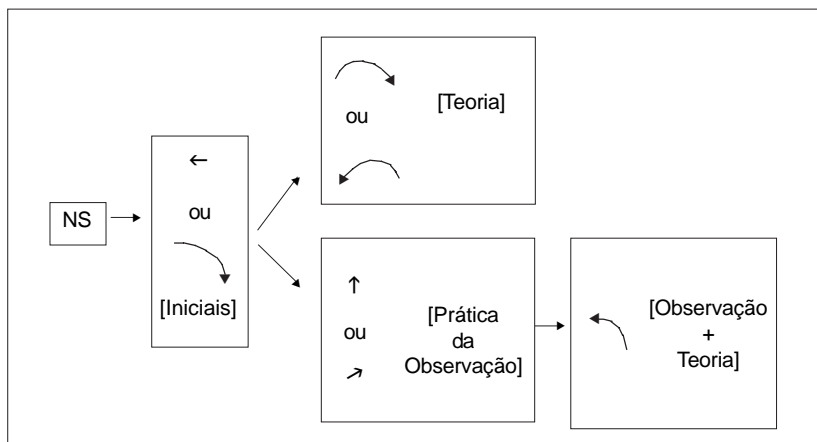 NS
ou
[Iniciais]
ou
[Teoria]
ou
[Prática
da
Observação]
[Observação
+
Teoria]